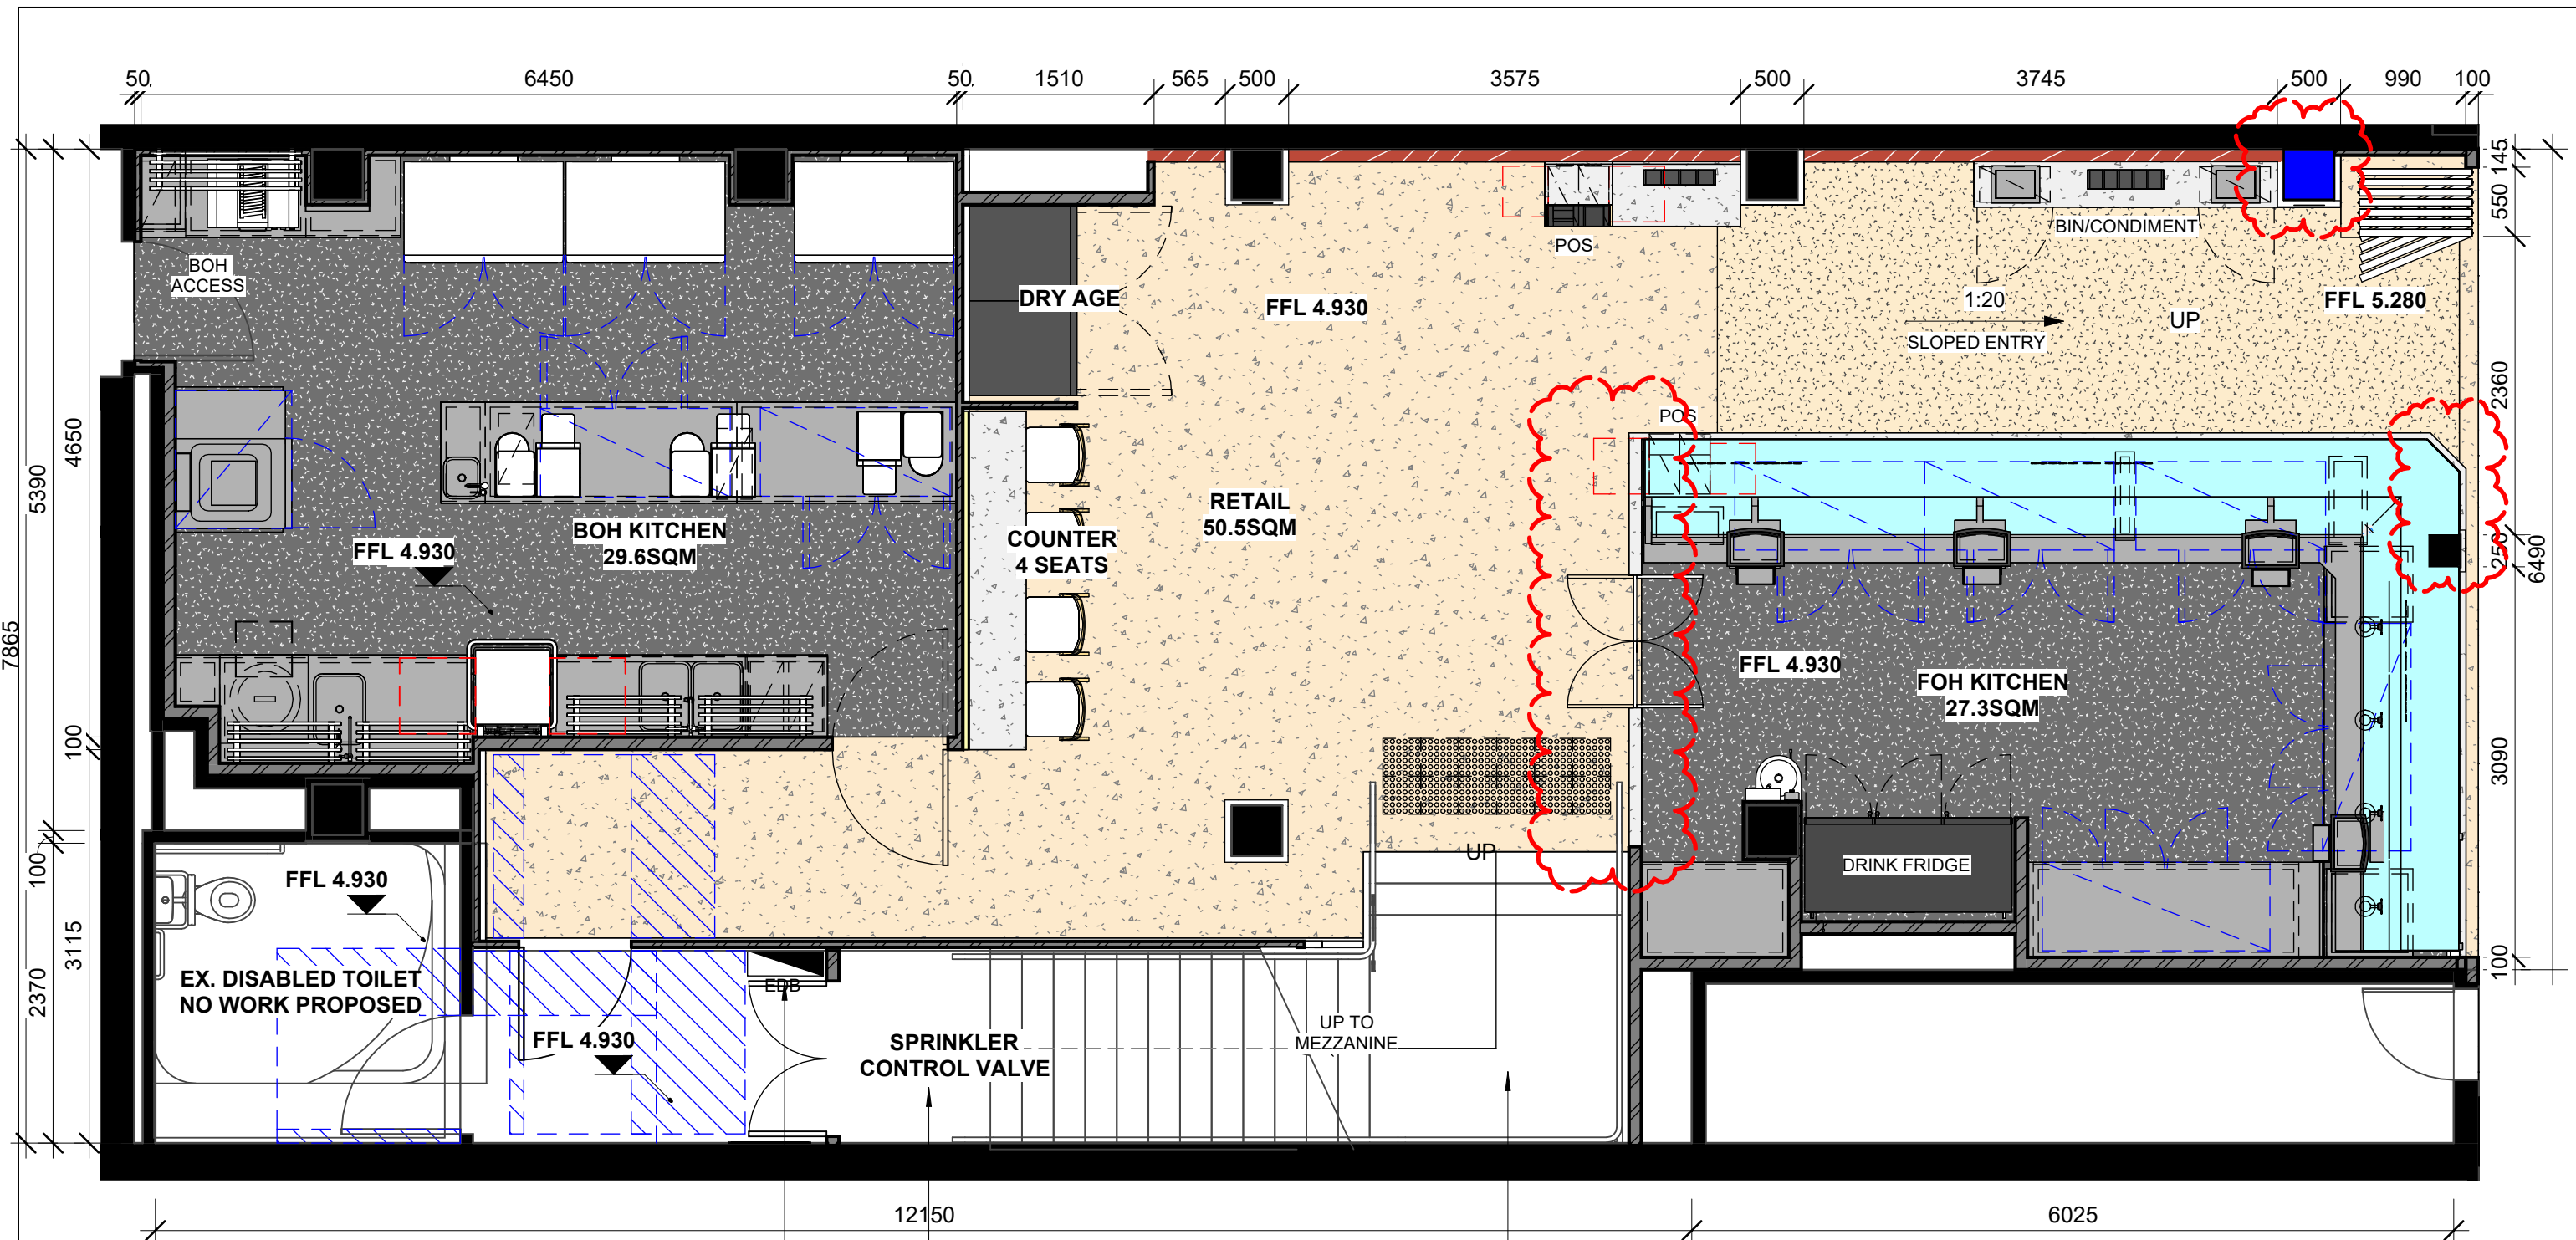 50.
6450
50.
1510
565
500
3575
500
3745
500
990
100
145
550
2360
250
6490
3090
100
7865
5390
4650
100
100
3115
2370
BOH
ACCESS
DRY AGE
FFL 4.930
POS
BIN/CONDIMENT
1:20
UP
SLOPED ENTRY
FFL 5.280
POS
RETAIL
50.5SQM
COUNTER
4 SEATS
BOH KITCHEN
29.6SQM
FFL 4.930
FFL 4.930
FOH KITCHEN
27.3SQM
UP
DRINK FRIDGE
FFL 4.930
EX. DISABLED TOILET
NO WORK PROPOSED
EDB
FFL 4.930
SPRINKLER
CONTROL VALVE
UP TO
MEZZANINE
12150
6025